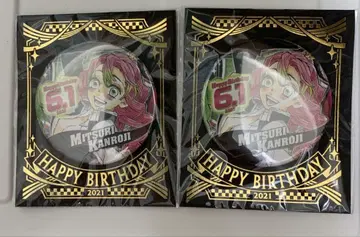 6.1
MITSURI
KANROJI
HAPPY BIRTHDAY
2021
6.1
MITSURI
KANROJI
HAPPY BIRTHDAY
2021